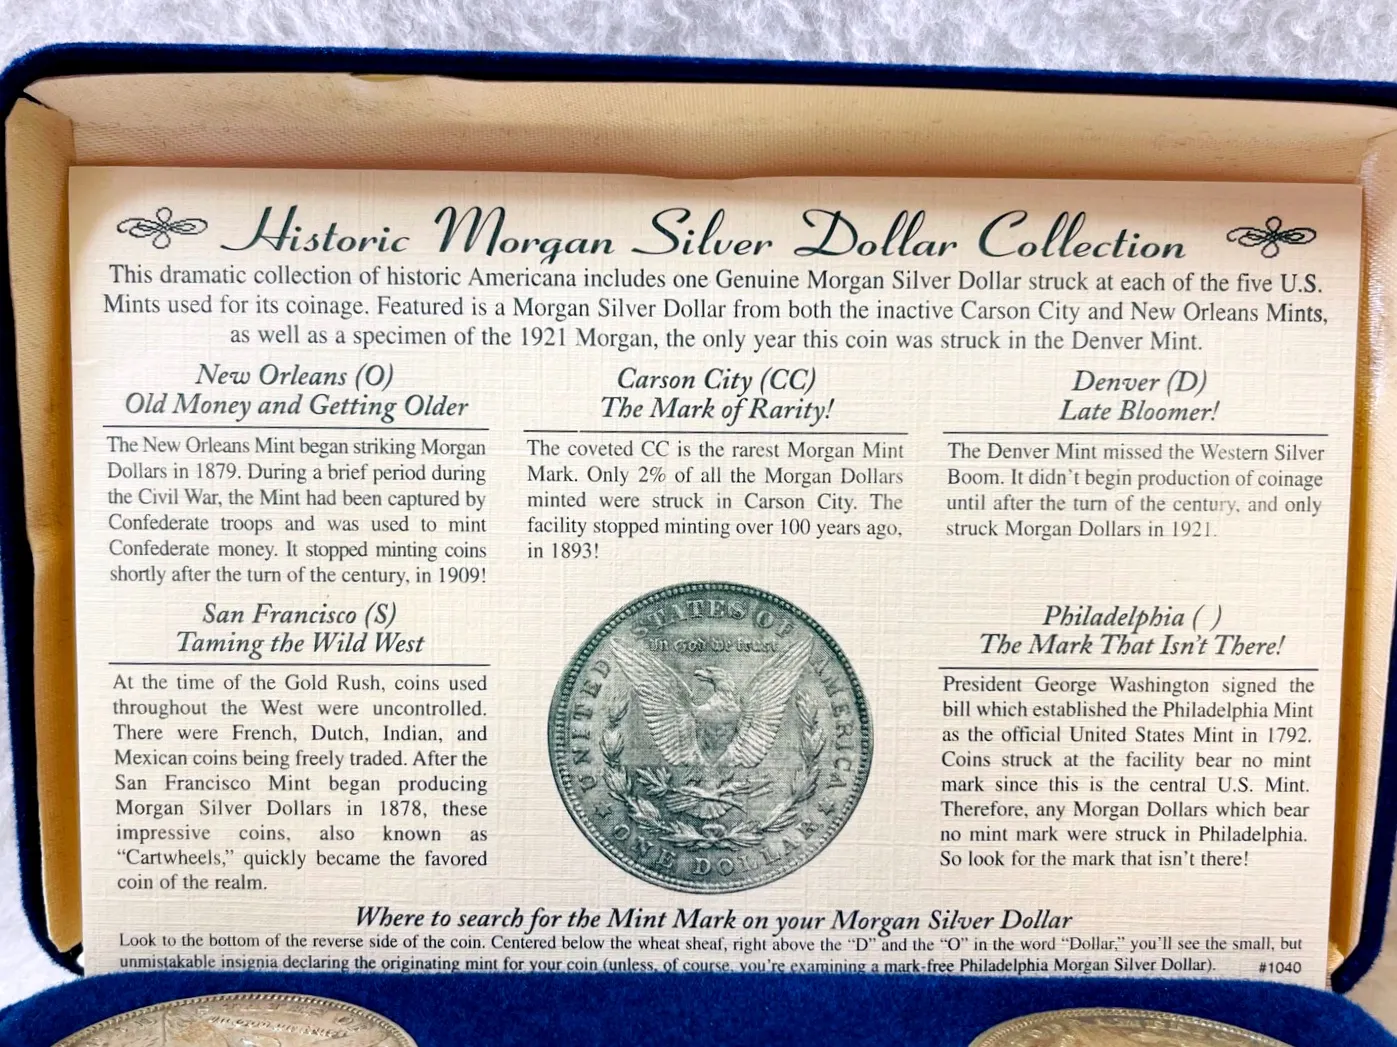 Historic Morgan Silver Dollar Collection
This dramatic collection of historic Americana includes one Genuine Morgan Silver Dollar struck at each of the five U.S.
Mints used for its coinage. Featured is a Morgan Silver Dollar from both the inactive Carson City and New Orleans Mints,
as well as a specimen of the 1921 Morgan, the only year this coin was struck in the Denver Mint.
New Orleans (O)
Old Money and Getting Older
The New Orleans Mint began striking Morgan
Dollars in 1879. During a brief period during
the Civil War, the Mint had been captured by
Confederate troops and was used to mint
Confederate money. It stopped minting coins
shortly after the turn of the century, in 1909!
Carson City (CC)
The Mark of Rarity!
The coveted CC is the rarest Morgan Mint
Mark. Only 2% of all the Morgan Dollars
minted were struck in Carson City. The
facility stopped minting over 100 years ago,
in 1893!
Denver (D)
Late Bloomer!
The Denver Mint missed the Western Silver
Boom. It didn't begin production of coinage
until after the turn of the century, and only
struck Morgan Dollars in 1921.
San Francisco (S)
Taming the Wild West
At the time of the Gold Rush, coins used
throughout the West were uncontrolled.
There were French, Dutch, Indian, and
Mexican coins being freely traded. After the
San Francisco Mint began producing
Morgan Silver Dollars in 1878, these
impressive coins, also known as
“Cartwheels,” quickly became the favored
coin of the realm.
UNITED STATES OF AMERICA
In God we trust
ONE DOLLAR
Philadelphia ( )
The Mark That Isn't There!
President George Washington signed the
bill which established the Philadelphia Mint
as the official United States Mint in 1792.
Coins struck at the facility bear no mint
mark since this is the central U.S. Mint.
Therefore, any Morgan Dollars which bear
no mint mark were struck in Philadelphia.
So look for the mark that isn't there!
Where to search for the Mint Mark on your Morgan Silver Dollar
Look to the bottom of the reverse side of the coin. Centered below the wheat sheaf, right above the “D” and the “O” in the word “Dollar,” you'll see the small, but
unmistakable insignia declaring the originating mint for your coin (unless, of course, you're examining a mark-free Philadelphia Morgan Silver Dollar).
#1040